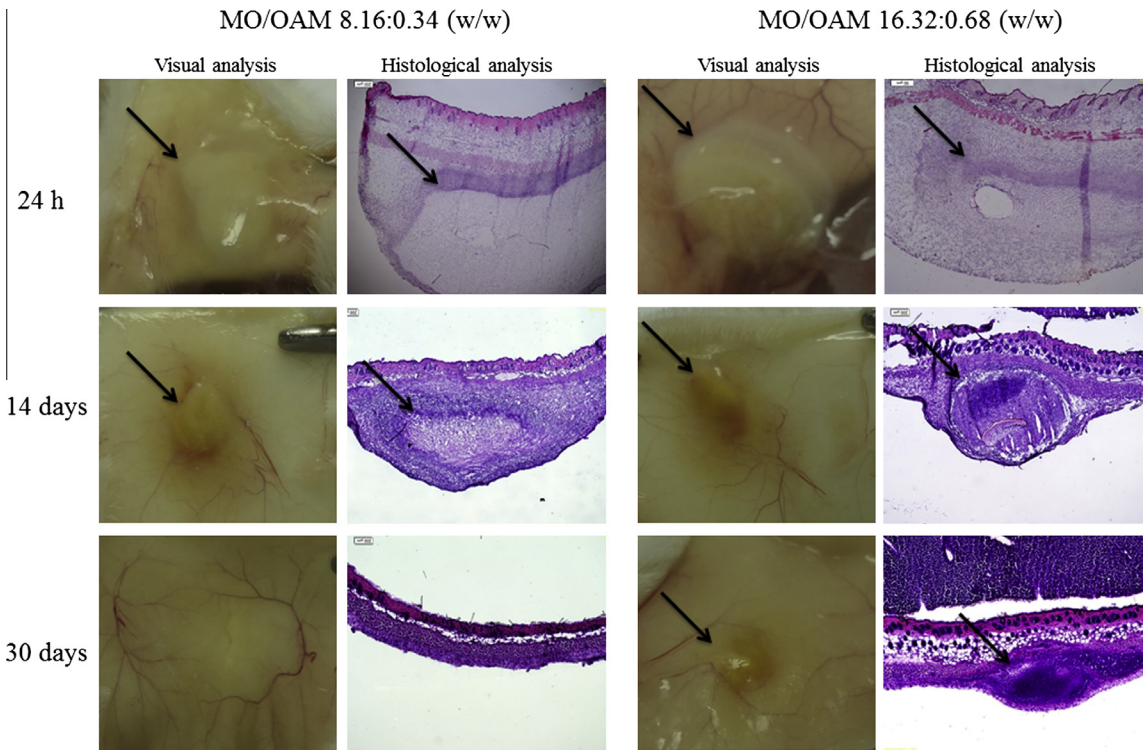 MO/OAM 8.16:0.34 (w/w) MO/OAM 16.32:0.68 (w/w)
Visual analysis Histological analysis Visual analysis Histological analysis
24 h
14 days
30 days